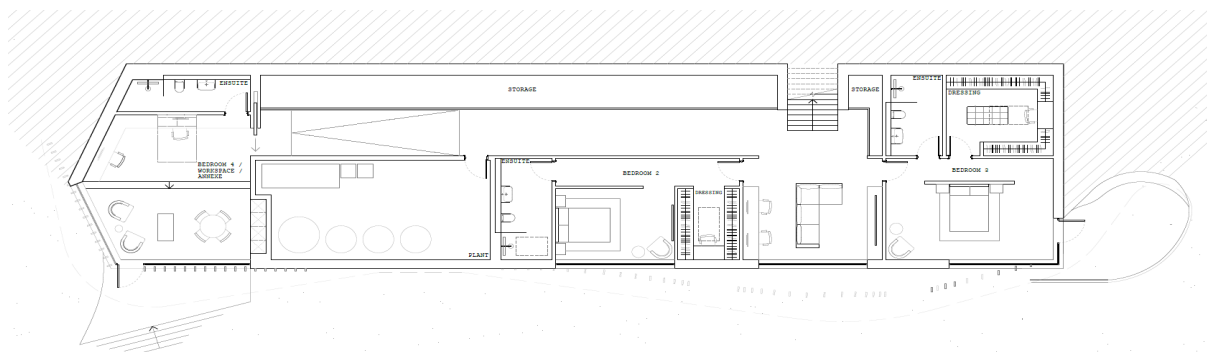 ENSUITE
STORAGE
STORAGE
ENSUITE
DRESSING
BEDROOM 4 /
WORKSPACE /
ANNEXE
ENSUITE
BEDROOM 2
DRESSING
BEDROOM 3
PLANT